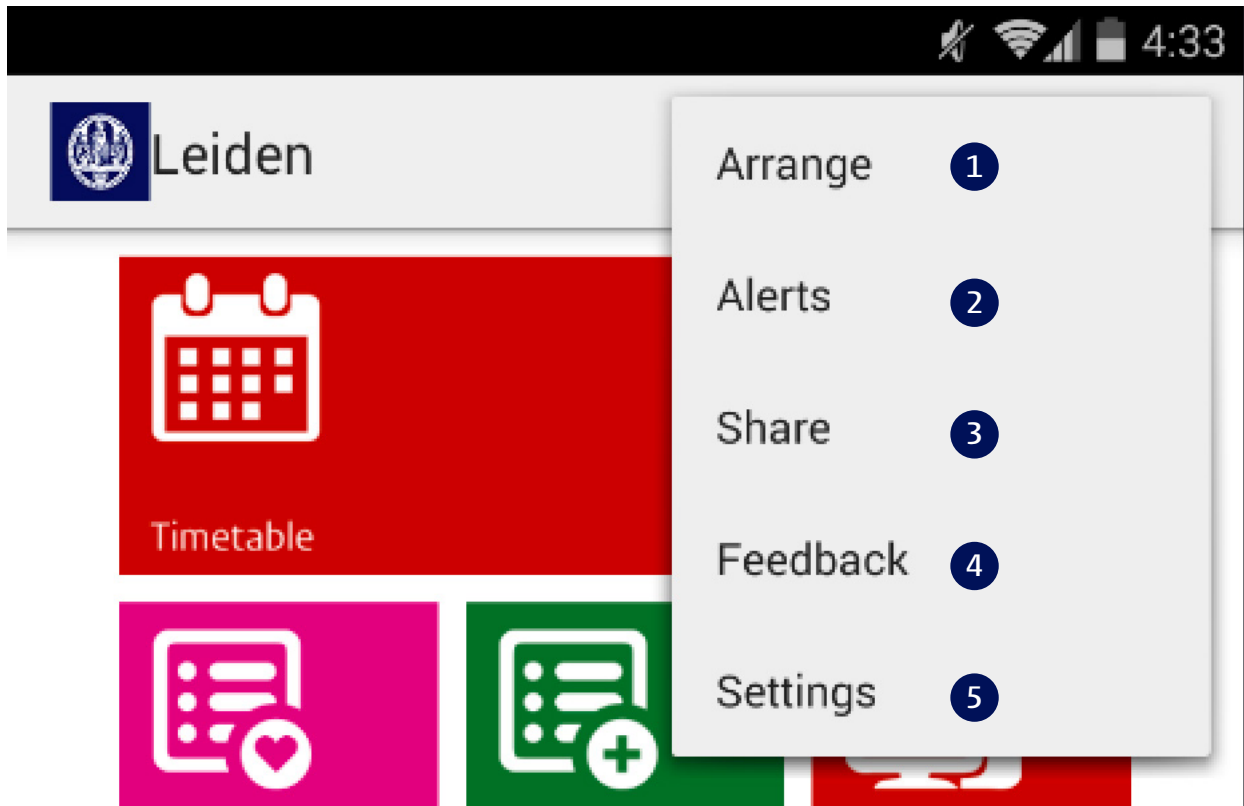 4:33
Leiden
Arrange 1
Alerts 2
Share 3
Feedback 4
Settings 5
Timetable